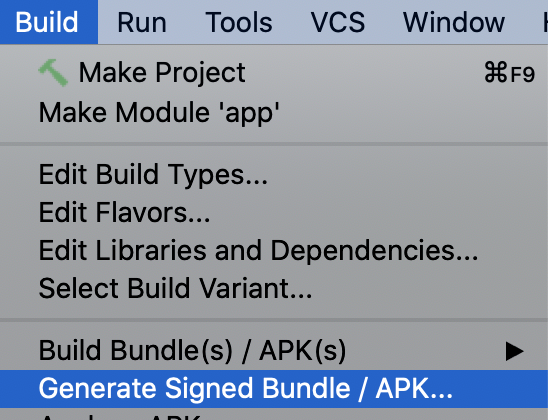 Build Run Tools VCS Window
Make Project ⌘F9
Make Module 'app'
Edit Build Types...
Edit Flavors...
Edit Libraries and Dependencies...
Select Build Variant...
Build Bundle(s) / APK(s)
Generate Signed Bundle / APK...